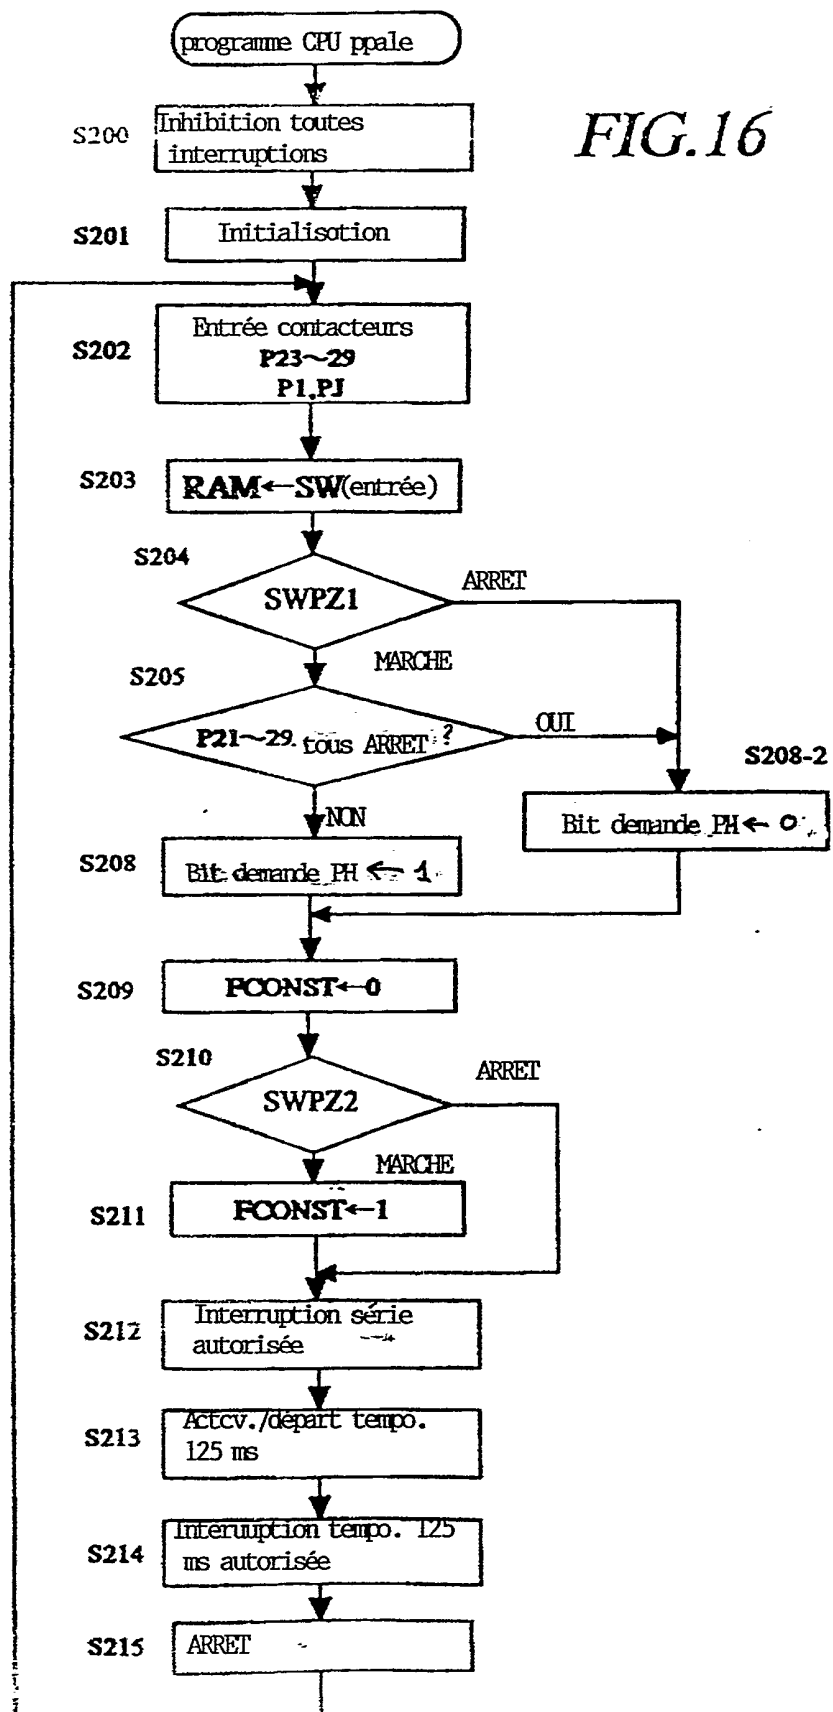 programme CPU ppale
FIG.16
S200
Inhibition toutes
interruptions
S201
Initialisation
S202
Entrée contacteurs
P23~29
P1,PJ
S203
RAM←SW(entrée)
S204
SWPZ1
ARRET
MARCHE
S205
P21~29. tous ARRET ?
OUI
S208-2
Bit demande PH ← 0
NON
S208
Bit demande PH ← 1
S209
FCONST←0
S210
SWPZ2
ARRET
MARCHE
S211
FCONST←1
S212
Interruption série
autorisée
S213
Actcv./départ tempo.
125 ms
S214
Interuuption tempo. 125
ms autorisée
S215
ARRET